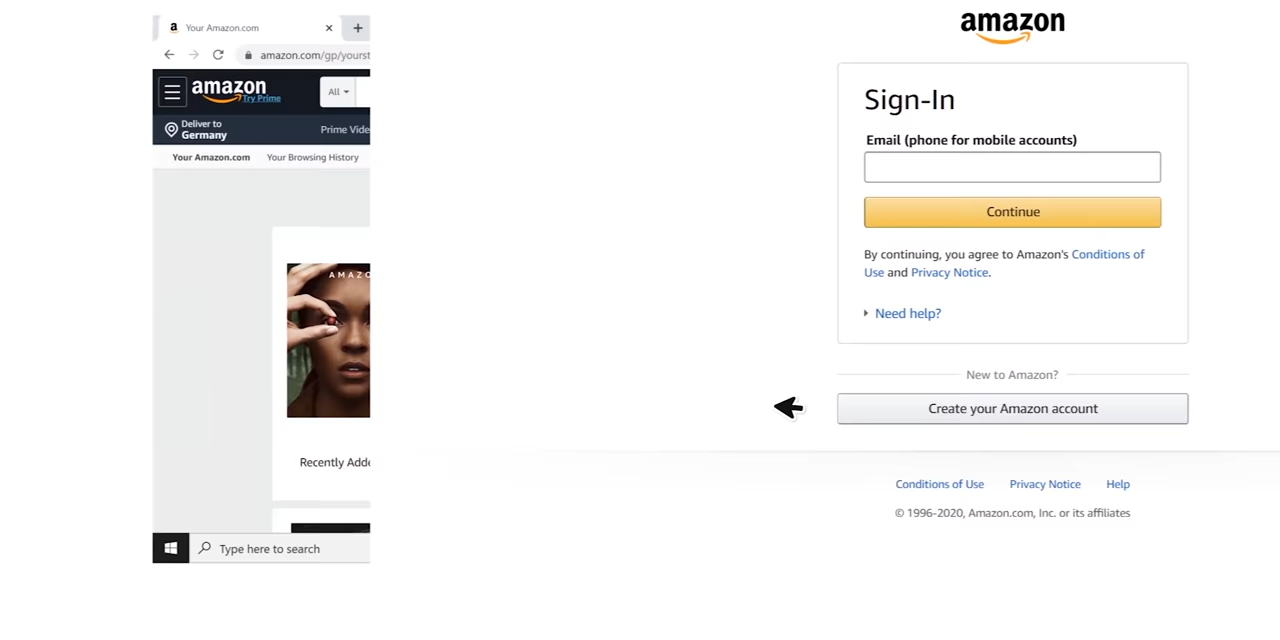 Your Amazon.com
amazon.com/gp/yourst
amazon
Try Prime
All
Deliver to
Germany
Prime Vide
Your Amazon.com
Your Browsing History
AMAZO
Recently Adde
Type here to search
amazon
Sign-In
Email (phone for mobile accounts)
Continue
By continuing, you agree to Amazon's Conditions of
Use and Privacy Notice.
Need help?
New to Amazon?
Create your Amazon account
Conditions of Use
Privacy Notice
Help
© 1996-2020, Amazon.com, Inc. or its affiliates